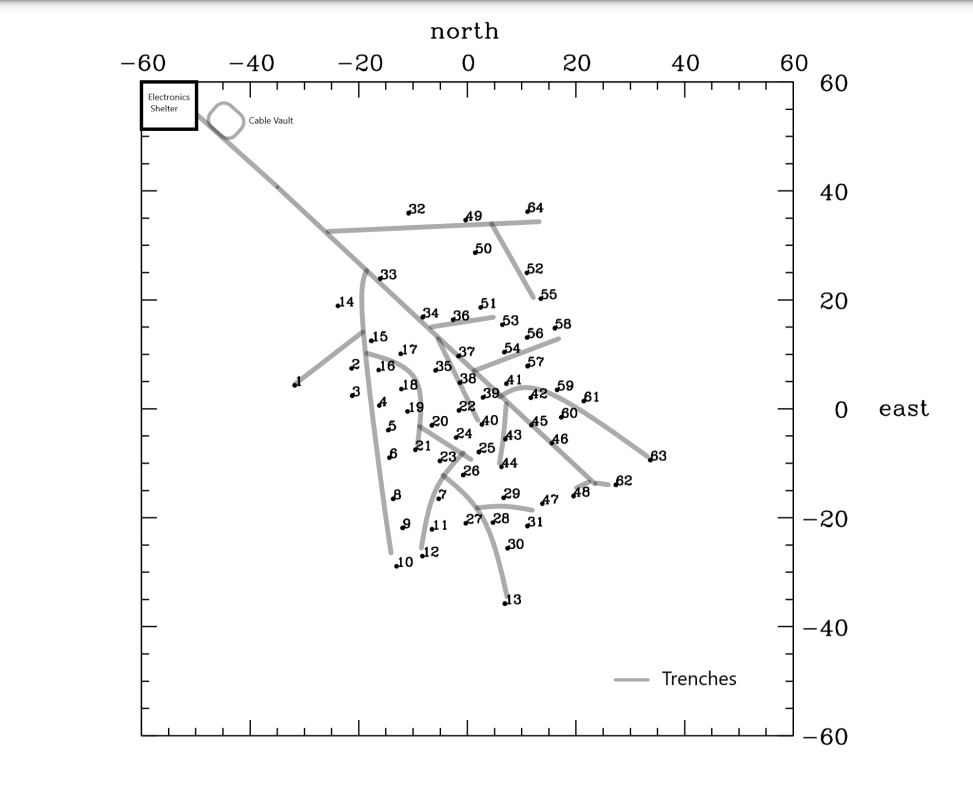 north
−60 −40 −20 0 20 40 60
60
Electronics
Shelter
Cable Vault
40
32 49 64
50
33 52
14 55
20
34 36 51 53 58
15 56
17 37 54
2 16 35 57
1 38 41 59
3 18 39 42 61
4 19 22 60
0
east
5 20 40 45
24 43 46
21 23 25
6 44 63
26
62
8 7 29 48
47
−20
9 11 27 28 31
12 30
10
13
−40
Trenches
−60